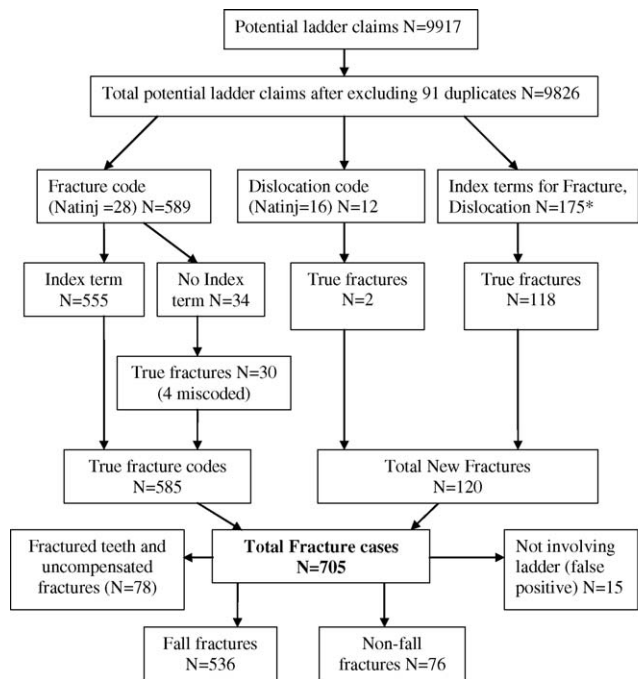 Potential ladder claims N=9917
Total potential ladder claims after excluding 91 duplicates N=9826
Fracture code
(Natinj =28) N=589
Dislocation code
(Natinj=16) N=12
Index terms for Fracture,
Dislocation N=175*
Index term
N=555
No Index
term N=34
True fractures
N=2
True fractures
N=118
True fractures N=30
(4 miscoded)
True fracture codes
N=585
Total New Fractures
N=120
Fractured teeth and
uncompensated
fractures (N=78)
Total Fracture cases
N=705
Not involving
ladder (false
positive) N=15
Fall fractures
N=536
Non-fall
fractures N=76